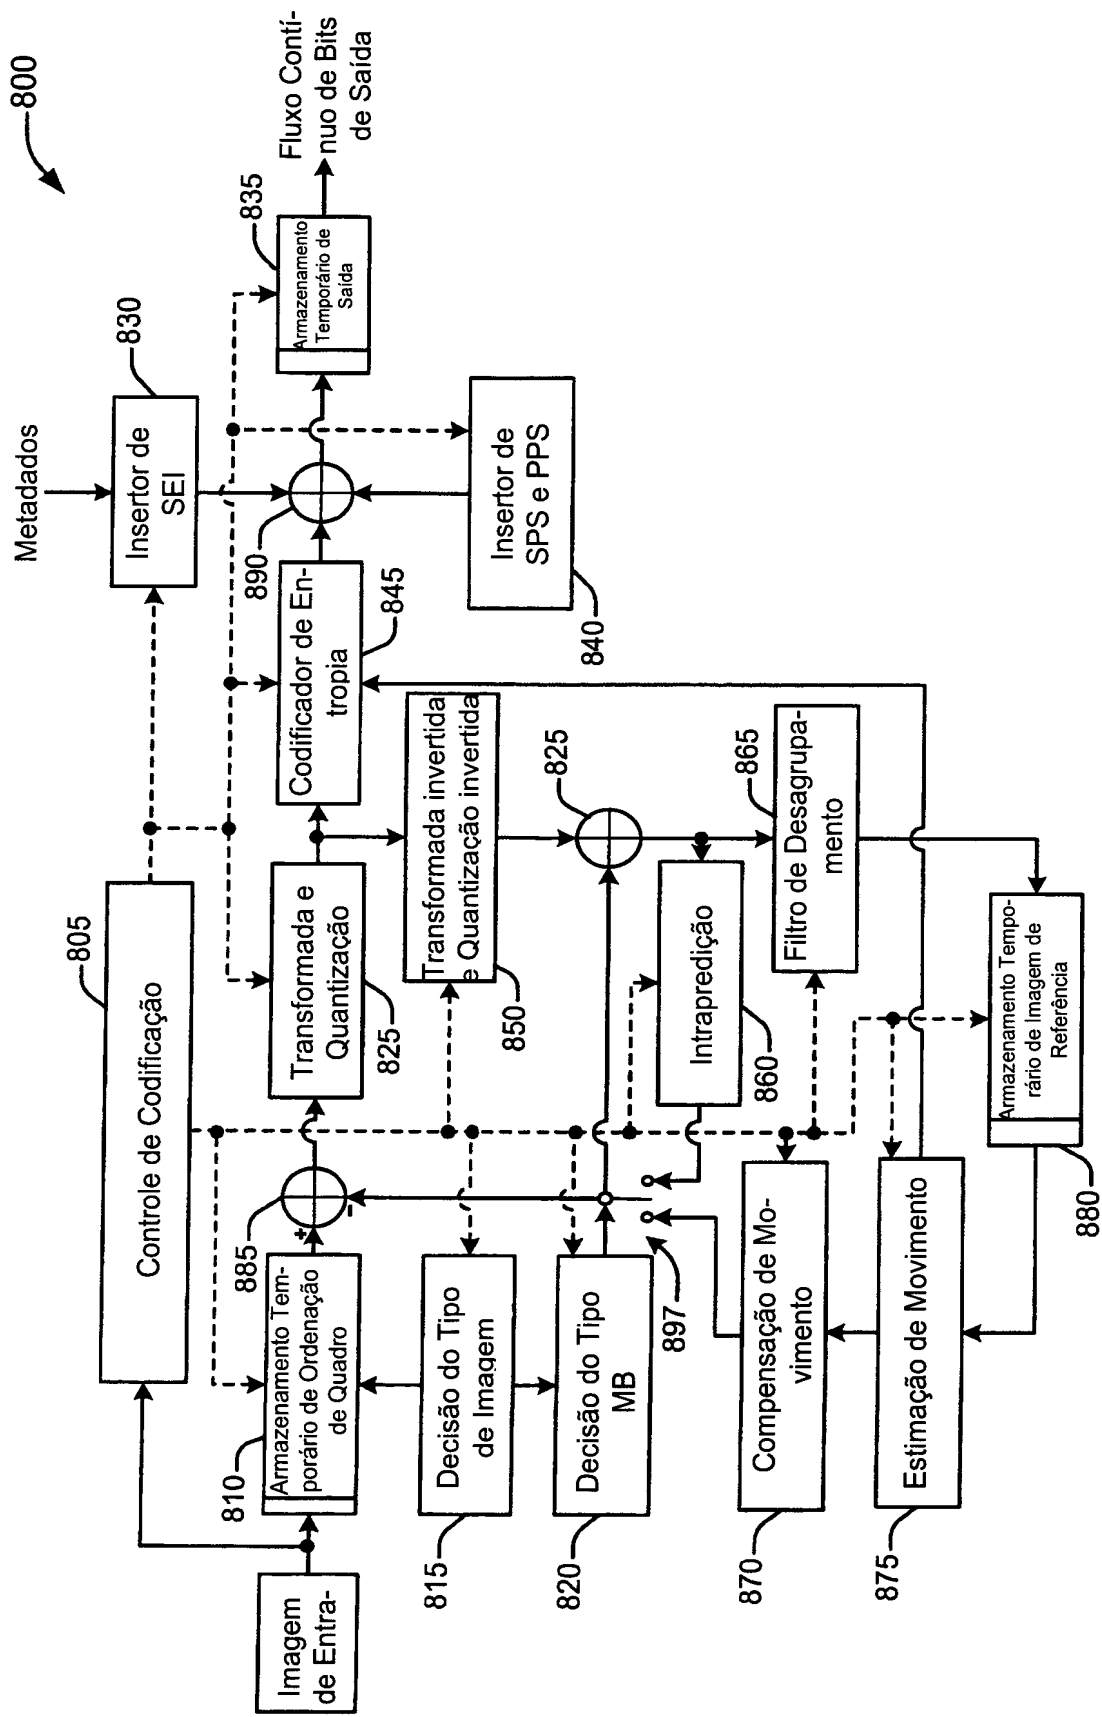 800
Metadados
Insertor de
SEI
830
Controle de Codificação
805
Armazenamento
Temporário de
Saída
835
Fluxo Contí-
nuo de Bits
de Saída
Imagem
de Entra-
Armazenamento Tem-
porário de Ordenação
de Quadro
810
+
-
885
Transformada e
Quantização
825
Codificador de En-
tropia
845
890
Insertor de
SPS e PPS
840
Decisão do Tipo
de Imagem
815
Transformada invertida
e Quantização invertida
850
Decisão do Tipo
MB
820
825
897
Intrapredição
860
Compensação de Mo-
vimento
870
Filtro de Desagrupa-
mento
865
Estimação de Movimento
875
Armazenamento Tempo-
rário de Imagem de
Referência
880